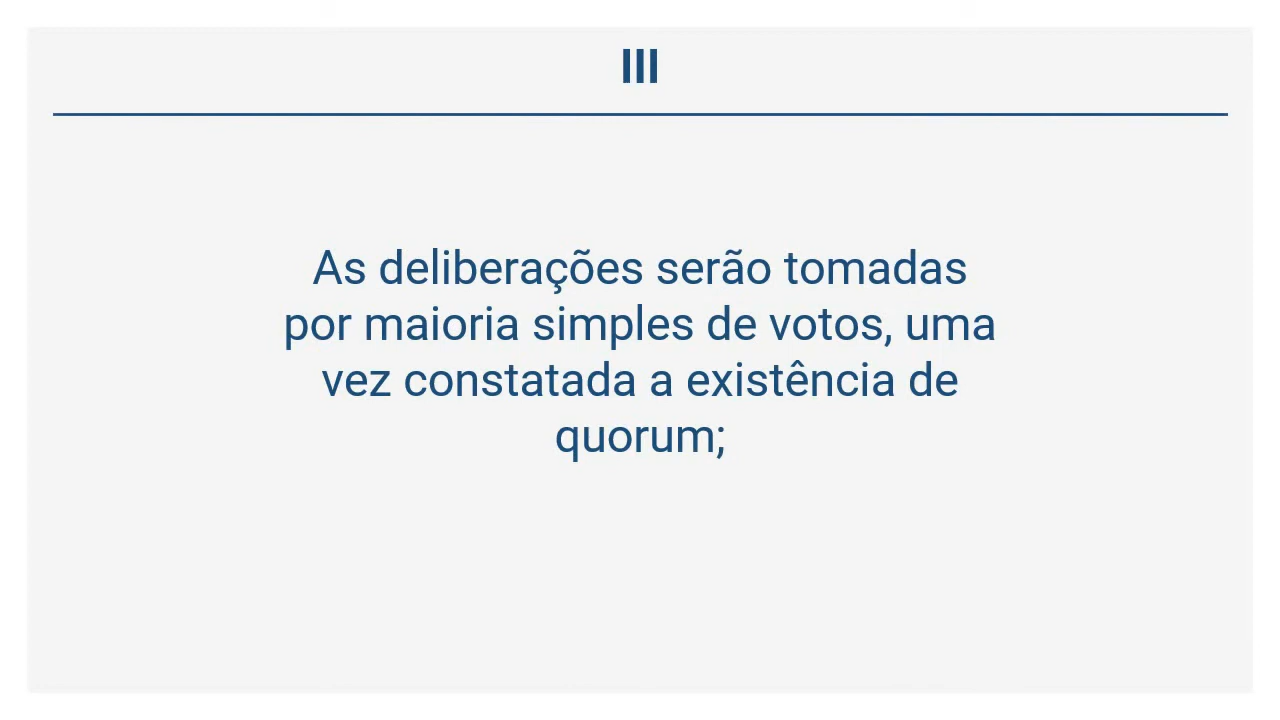 III
As deliberações serão tomadas
por maioria simples de votos, uma
vez constatada a existência de
quorum;